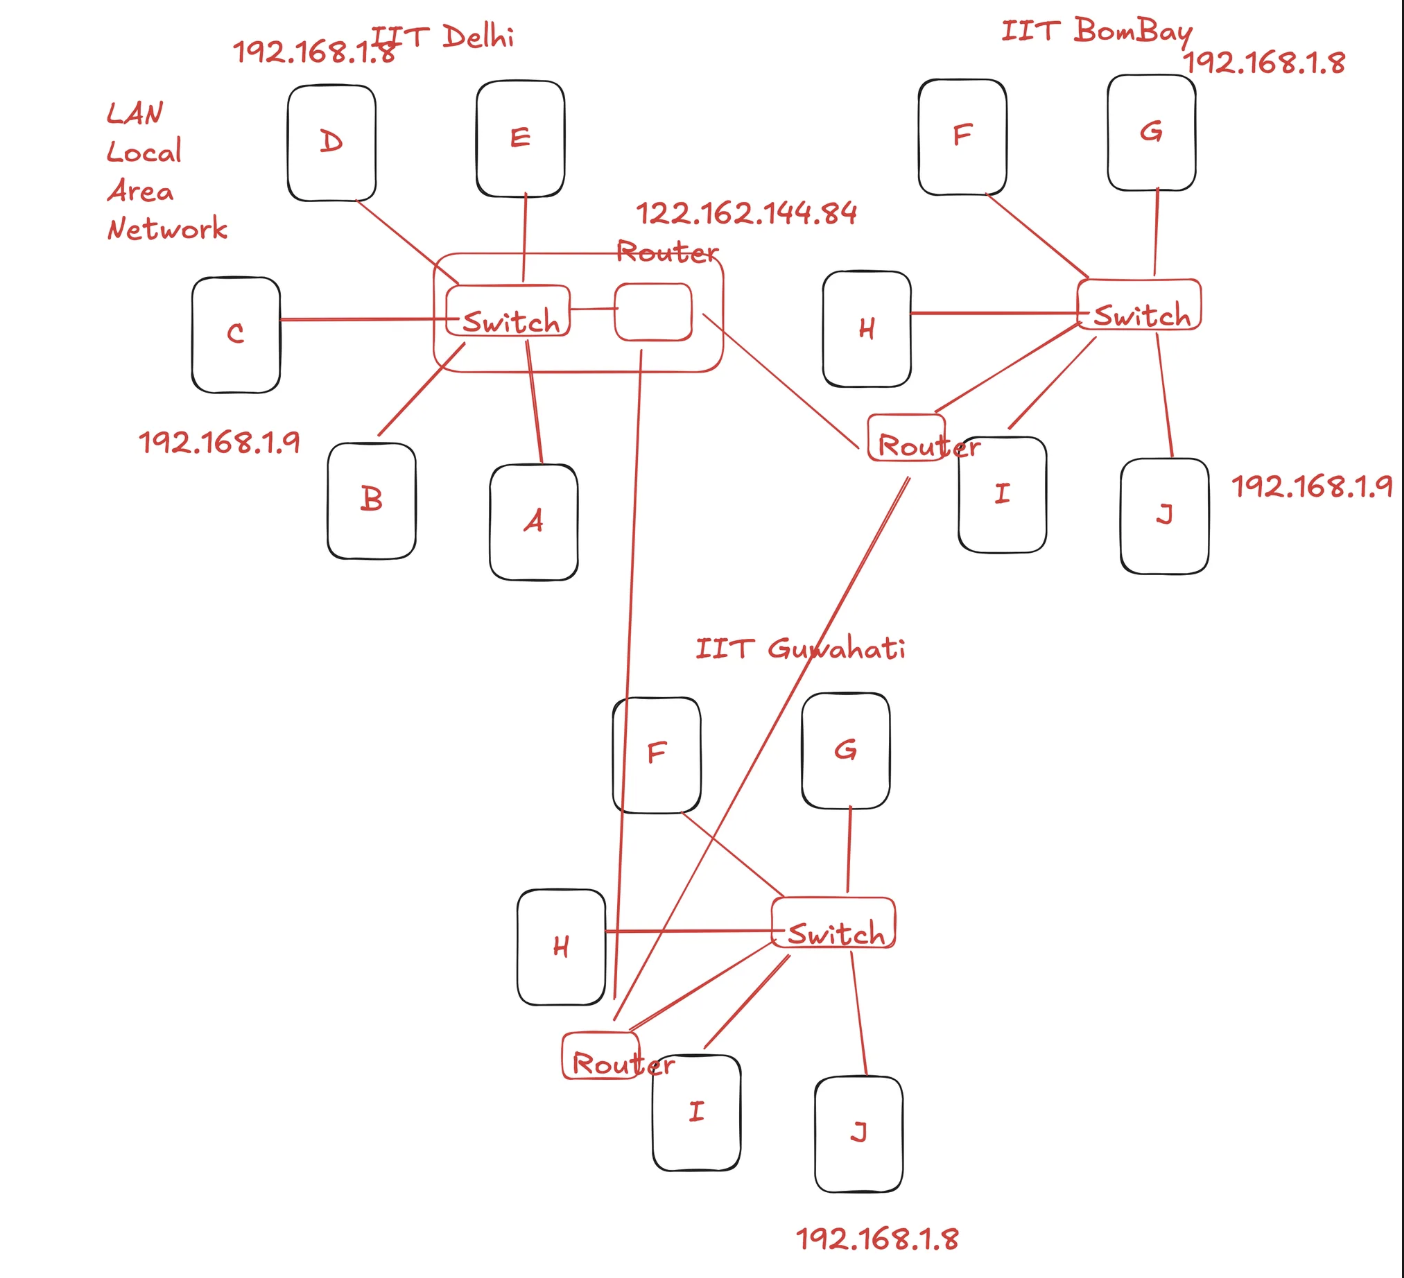 IIT Delhi
192.168.1.8
LAN
Local
Area
Network
D
E
122.162.144.84
Router
C
Switch
192.168.1.9
B
A
IIT BomBay
192.168.1.8
F
G
H
Switch
Router
I
J
192.168.1.9
IIT Guwahati
F
G
H
Switch
Router
I
J
192.168.1.8